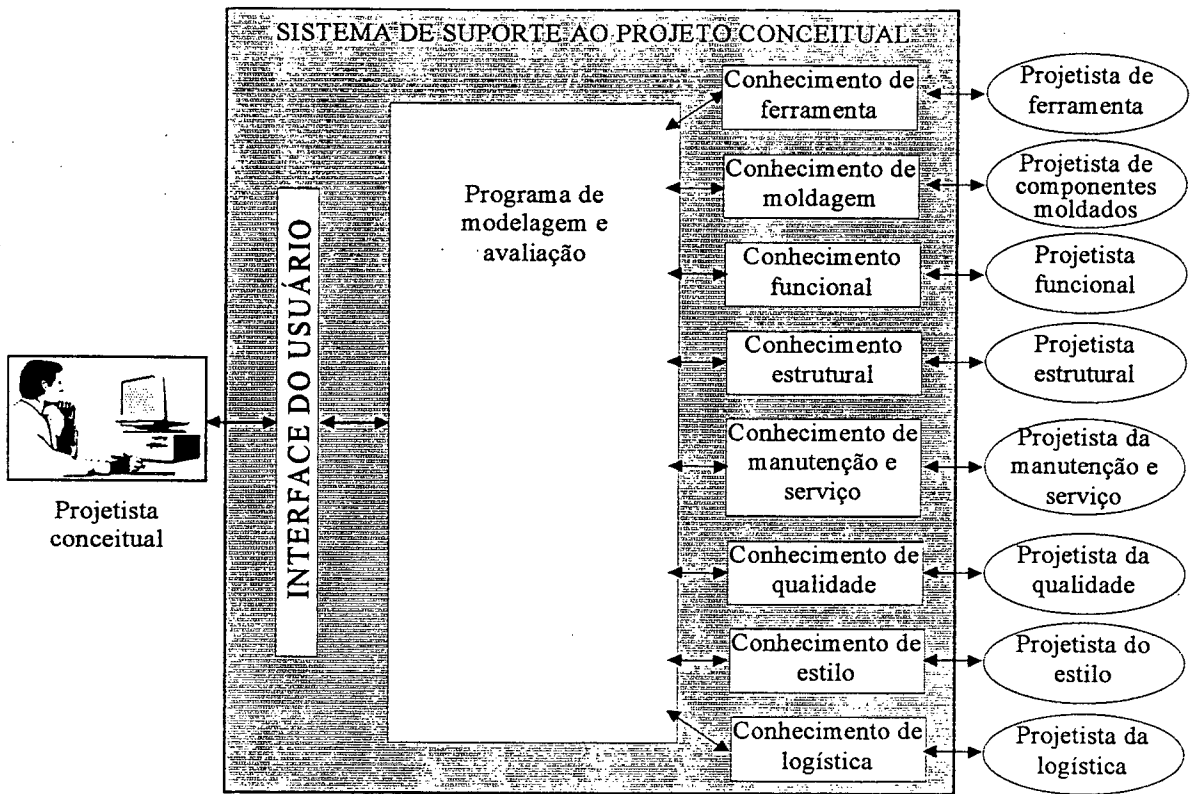 SISTEMA DE SUPORTE AO PROJETO CONCEITUAL
Conhecimento de
ferramenta
Projetista de
ferramenta
Conhecimento de
moldagem
Projetista de
componentes
moldados
Programa de
modelagem e
avaliação
Conhecimento
funcional
Projetista
funcional
INTERFACE DO USUÁRIO
Conhecimento
estrutural
Projetista
estrutural
Projetista
conceitual
Conhecimento de
manutenção e
serviço
Projetista da
manutenção e
serviço
Conhecimento de
qualidade
Projetista da
qualidade
Conhecimento de
estilo
Projetista do
estilo
Conhecimento de
logística
Projetista da
logística